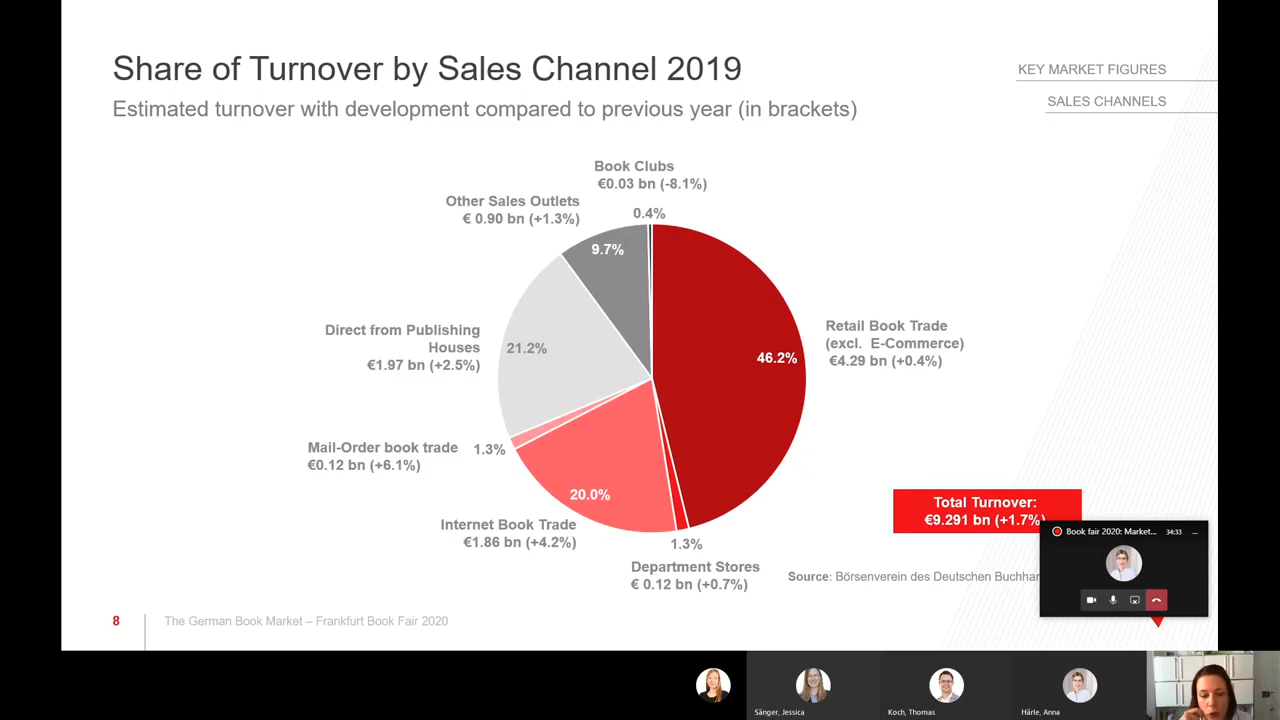 Share of Turnover by Sales Channel 2019
Estimated turnover with development compared to previous year (in brackets)
KEY MARKET FIGURES
SALES CHANNELS
Book Clubs
€0.03 bn (-8.1%)
0.4%
Other Sales Outlets
€ 0.90 bn (+1.3%)
9.7%
Retail Book Trade
(excl. E-Commerce)
€4.29 bn (+0.4%)
46.2%
Direct from Publishing
Houses
€1.97 bn (+2.5%)
21.2%
Mail-Order book trade
€0.12 bn (+6.1%)
1.3%
20.0%
Internet Book Trade
€1.86 bn (+4.2%)
1.3%
Department Stores
€ 0.12 bn (+0.7%)
Total Turnover:
€9.291 bn (+1.7%)
Source: Börsenverein des Deutschen Buchhan
Book fair 2020: Market... 34:33
8
The German Book Market – Frankfurt Book Fair 2020
Sänger, Jessica
Koch, Thomas
Härle, Anna